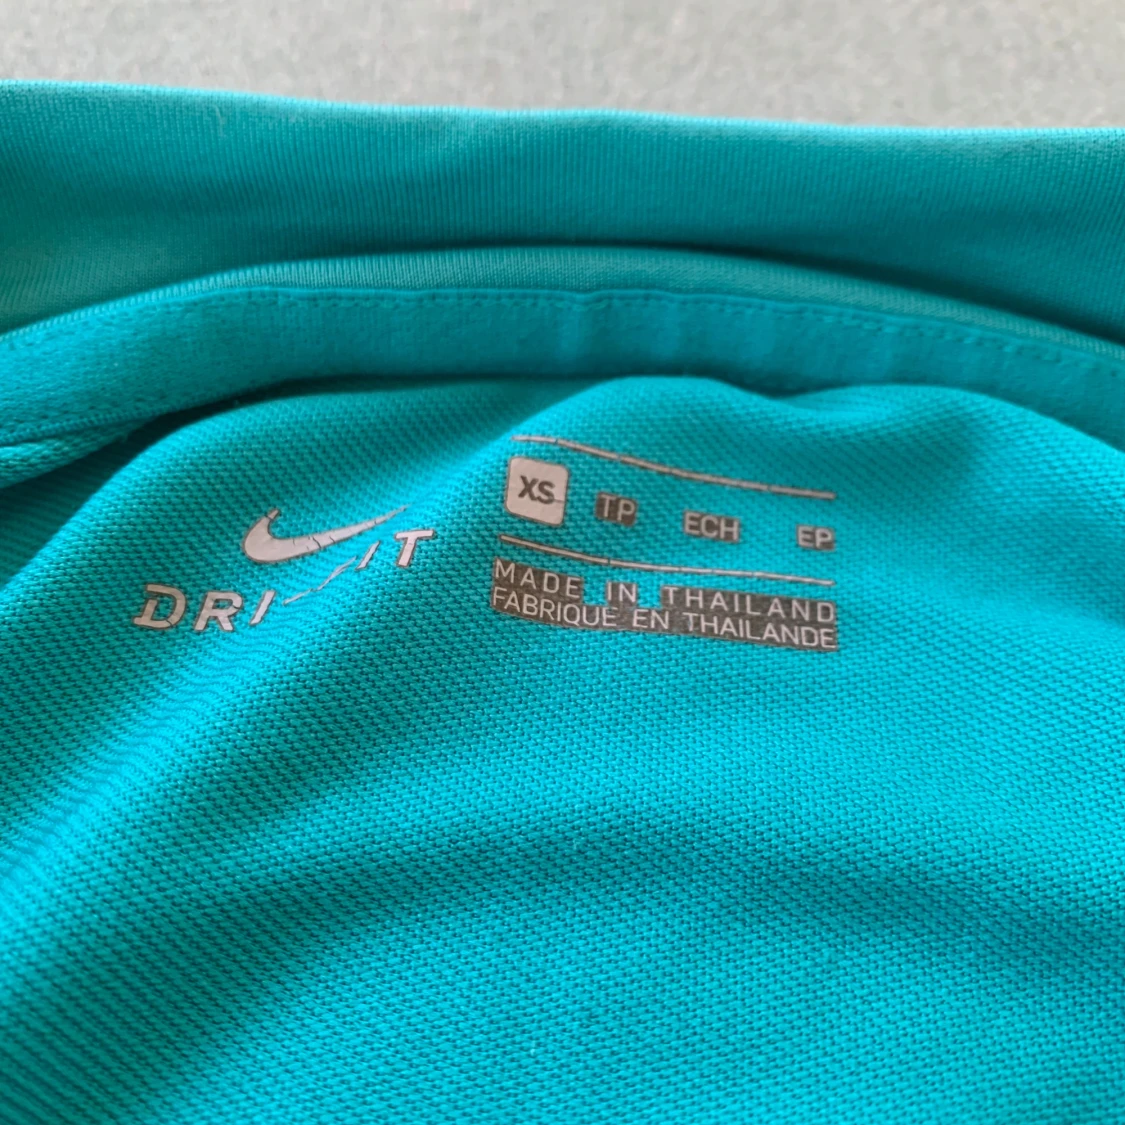 DRI-FIT
XS TP ECH EP
MADE IN THAILAND
FABRIQUE EN THAILANDE